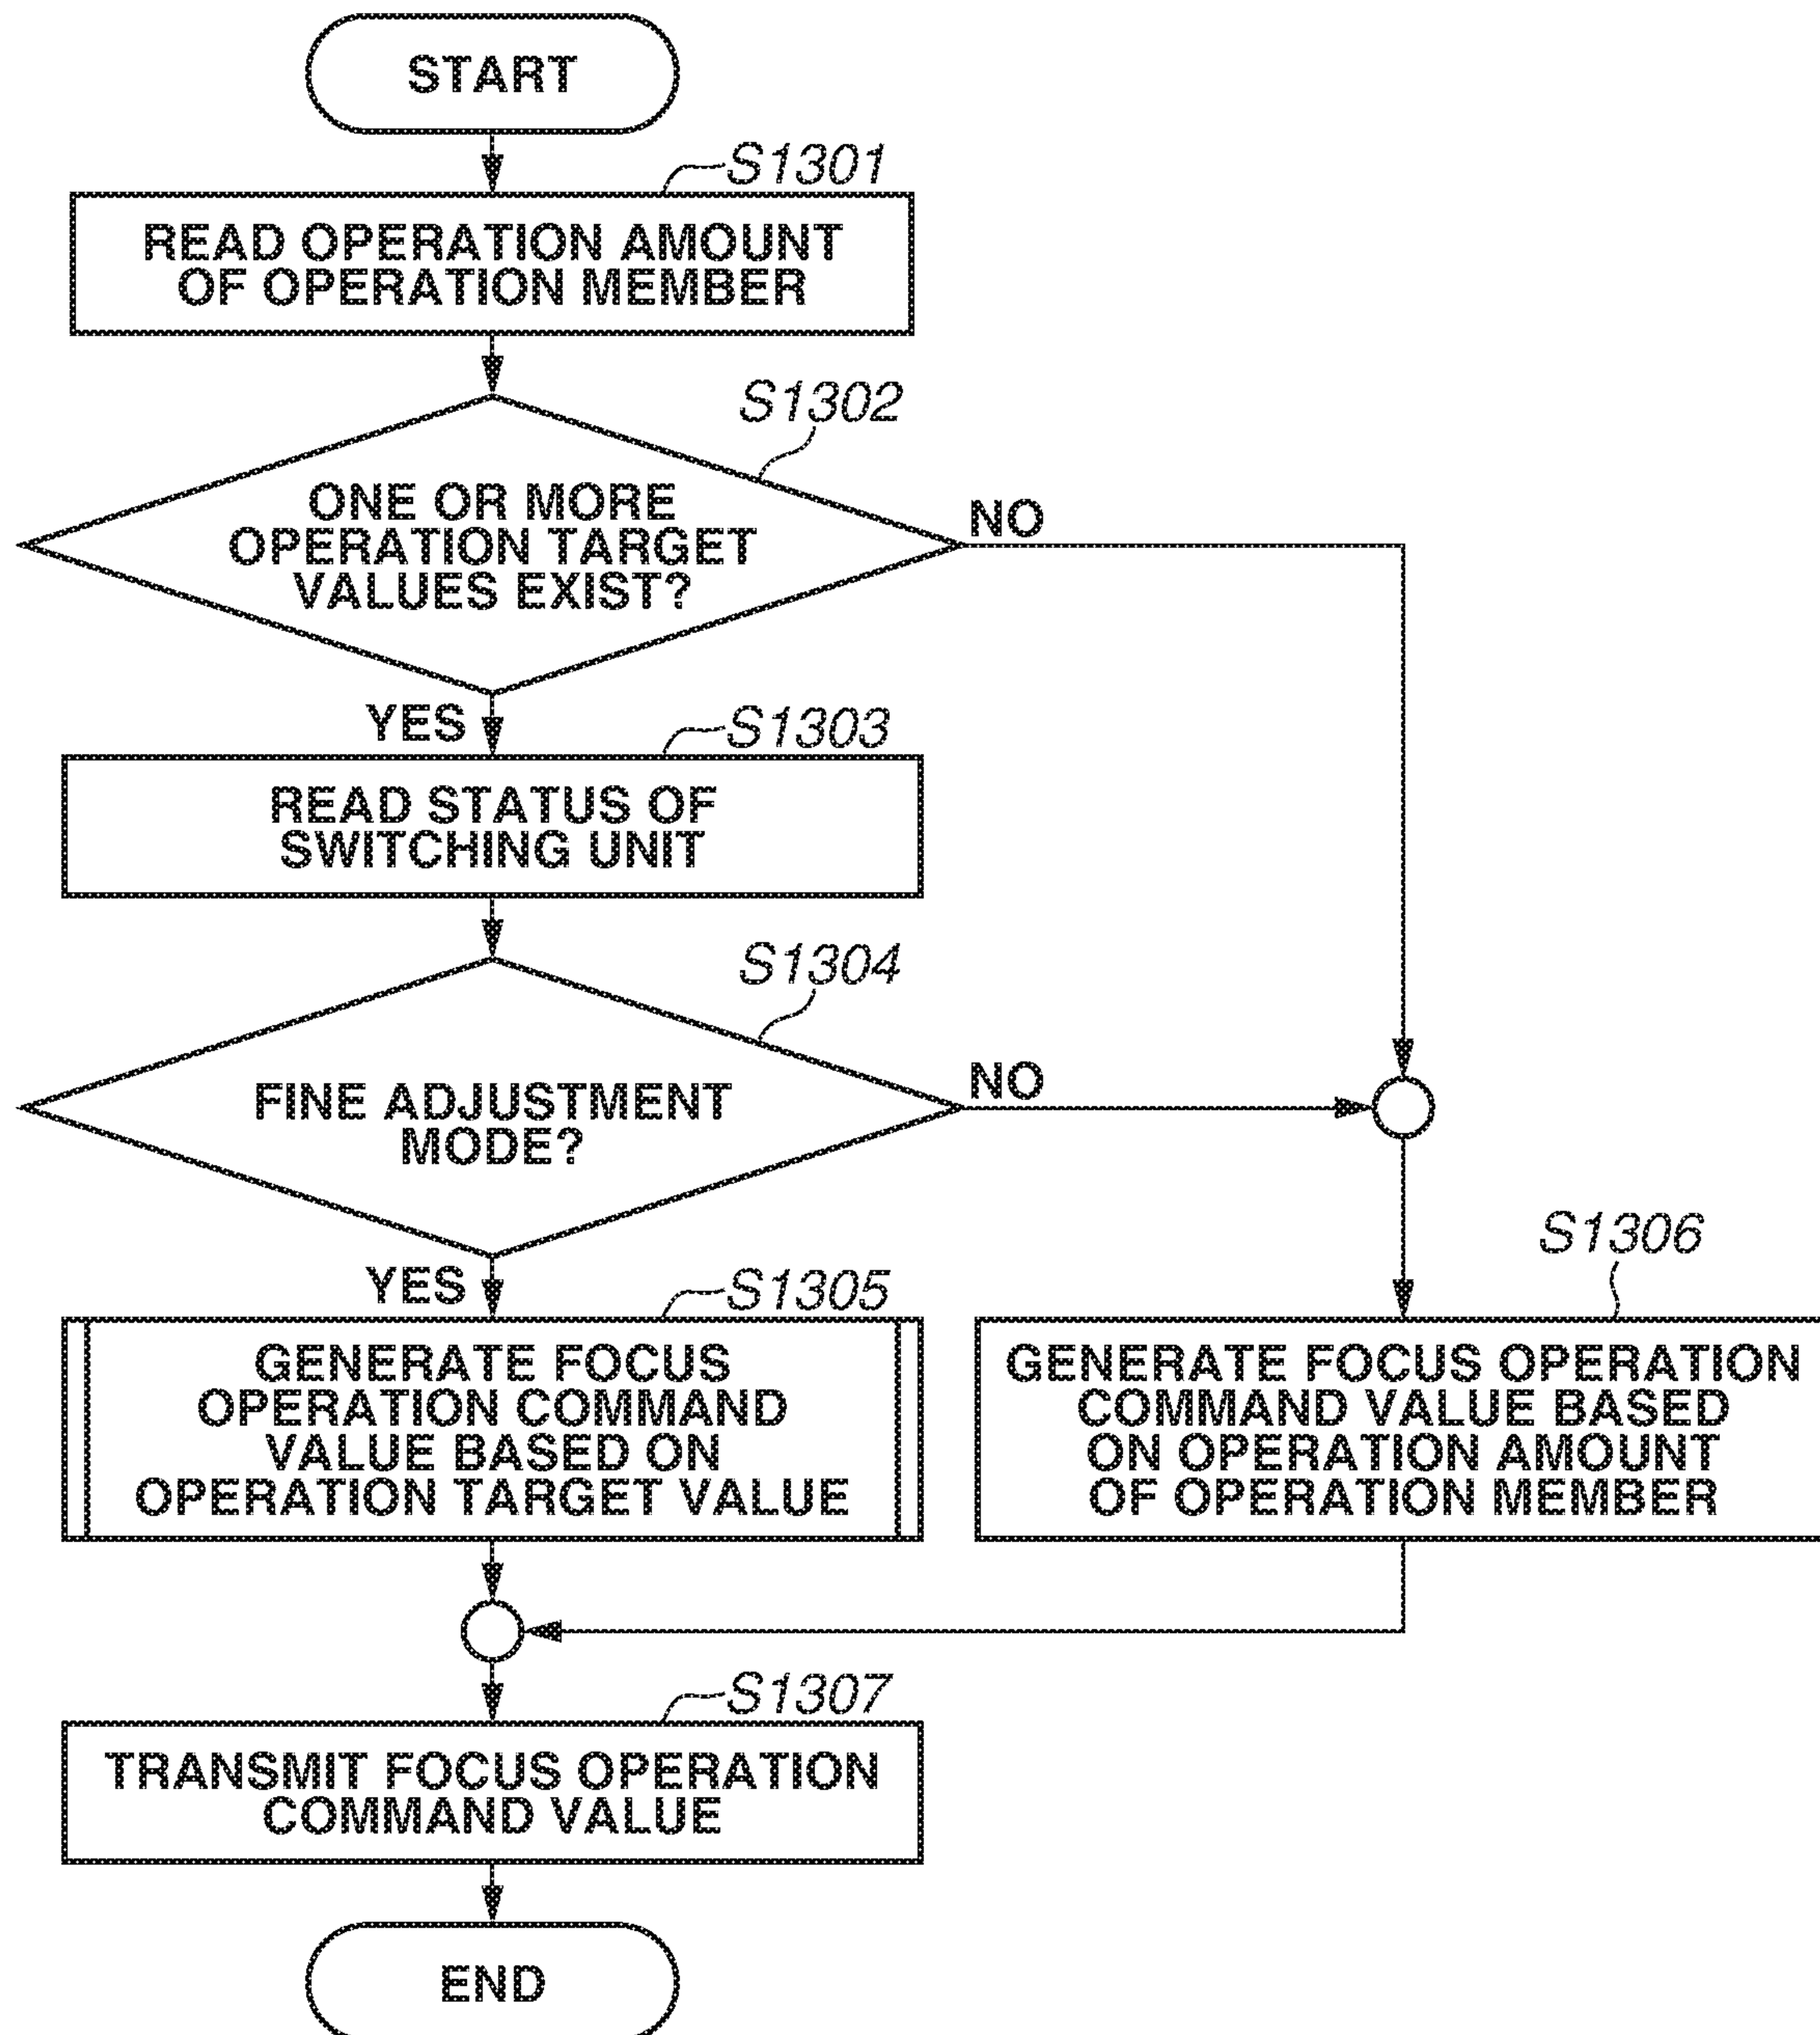 START
S1301
READ OPERATION AMOUNT
OF OPERATION MEMBER
S1302
ONE OR MORE
OPERATION TARGET
VALUES EXIST?
NO
YES
S1303
READ STATUS OF
SWITCHING UNIT
S1304
FINE ADJUSTMENT
MODE?
NO
YES
S1305
GENERATE FOCUS
OPERATION COMMAND
VALUE BASED ON
OPERATION TARGET VALUE
S1306
GENERATE FOCUS OPERATION
COMMAND VALUE BASED
ON OPERATION AMOUNT
OF OPERATION MEMBER
S1307
TRANSMIT FOCUS OPERATION
COMMAND VALUE
END